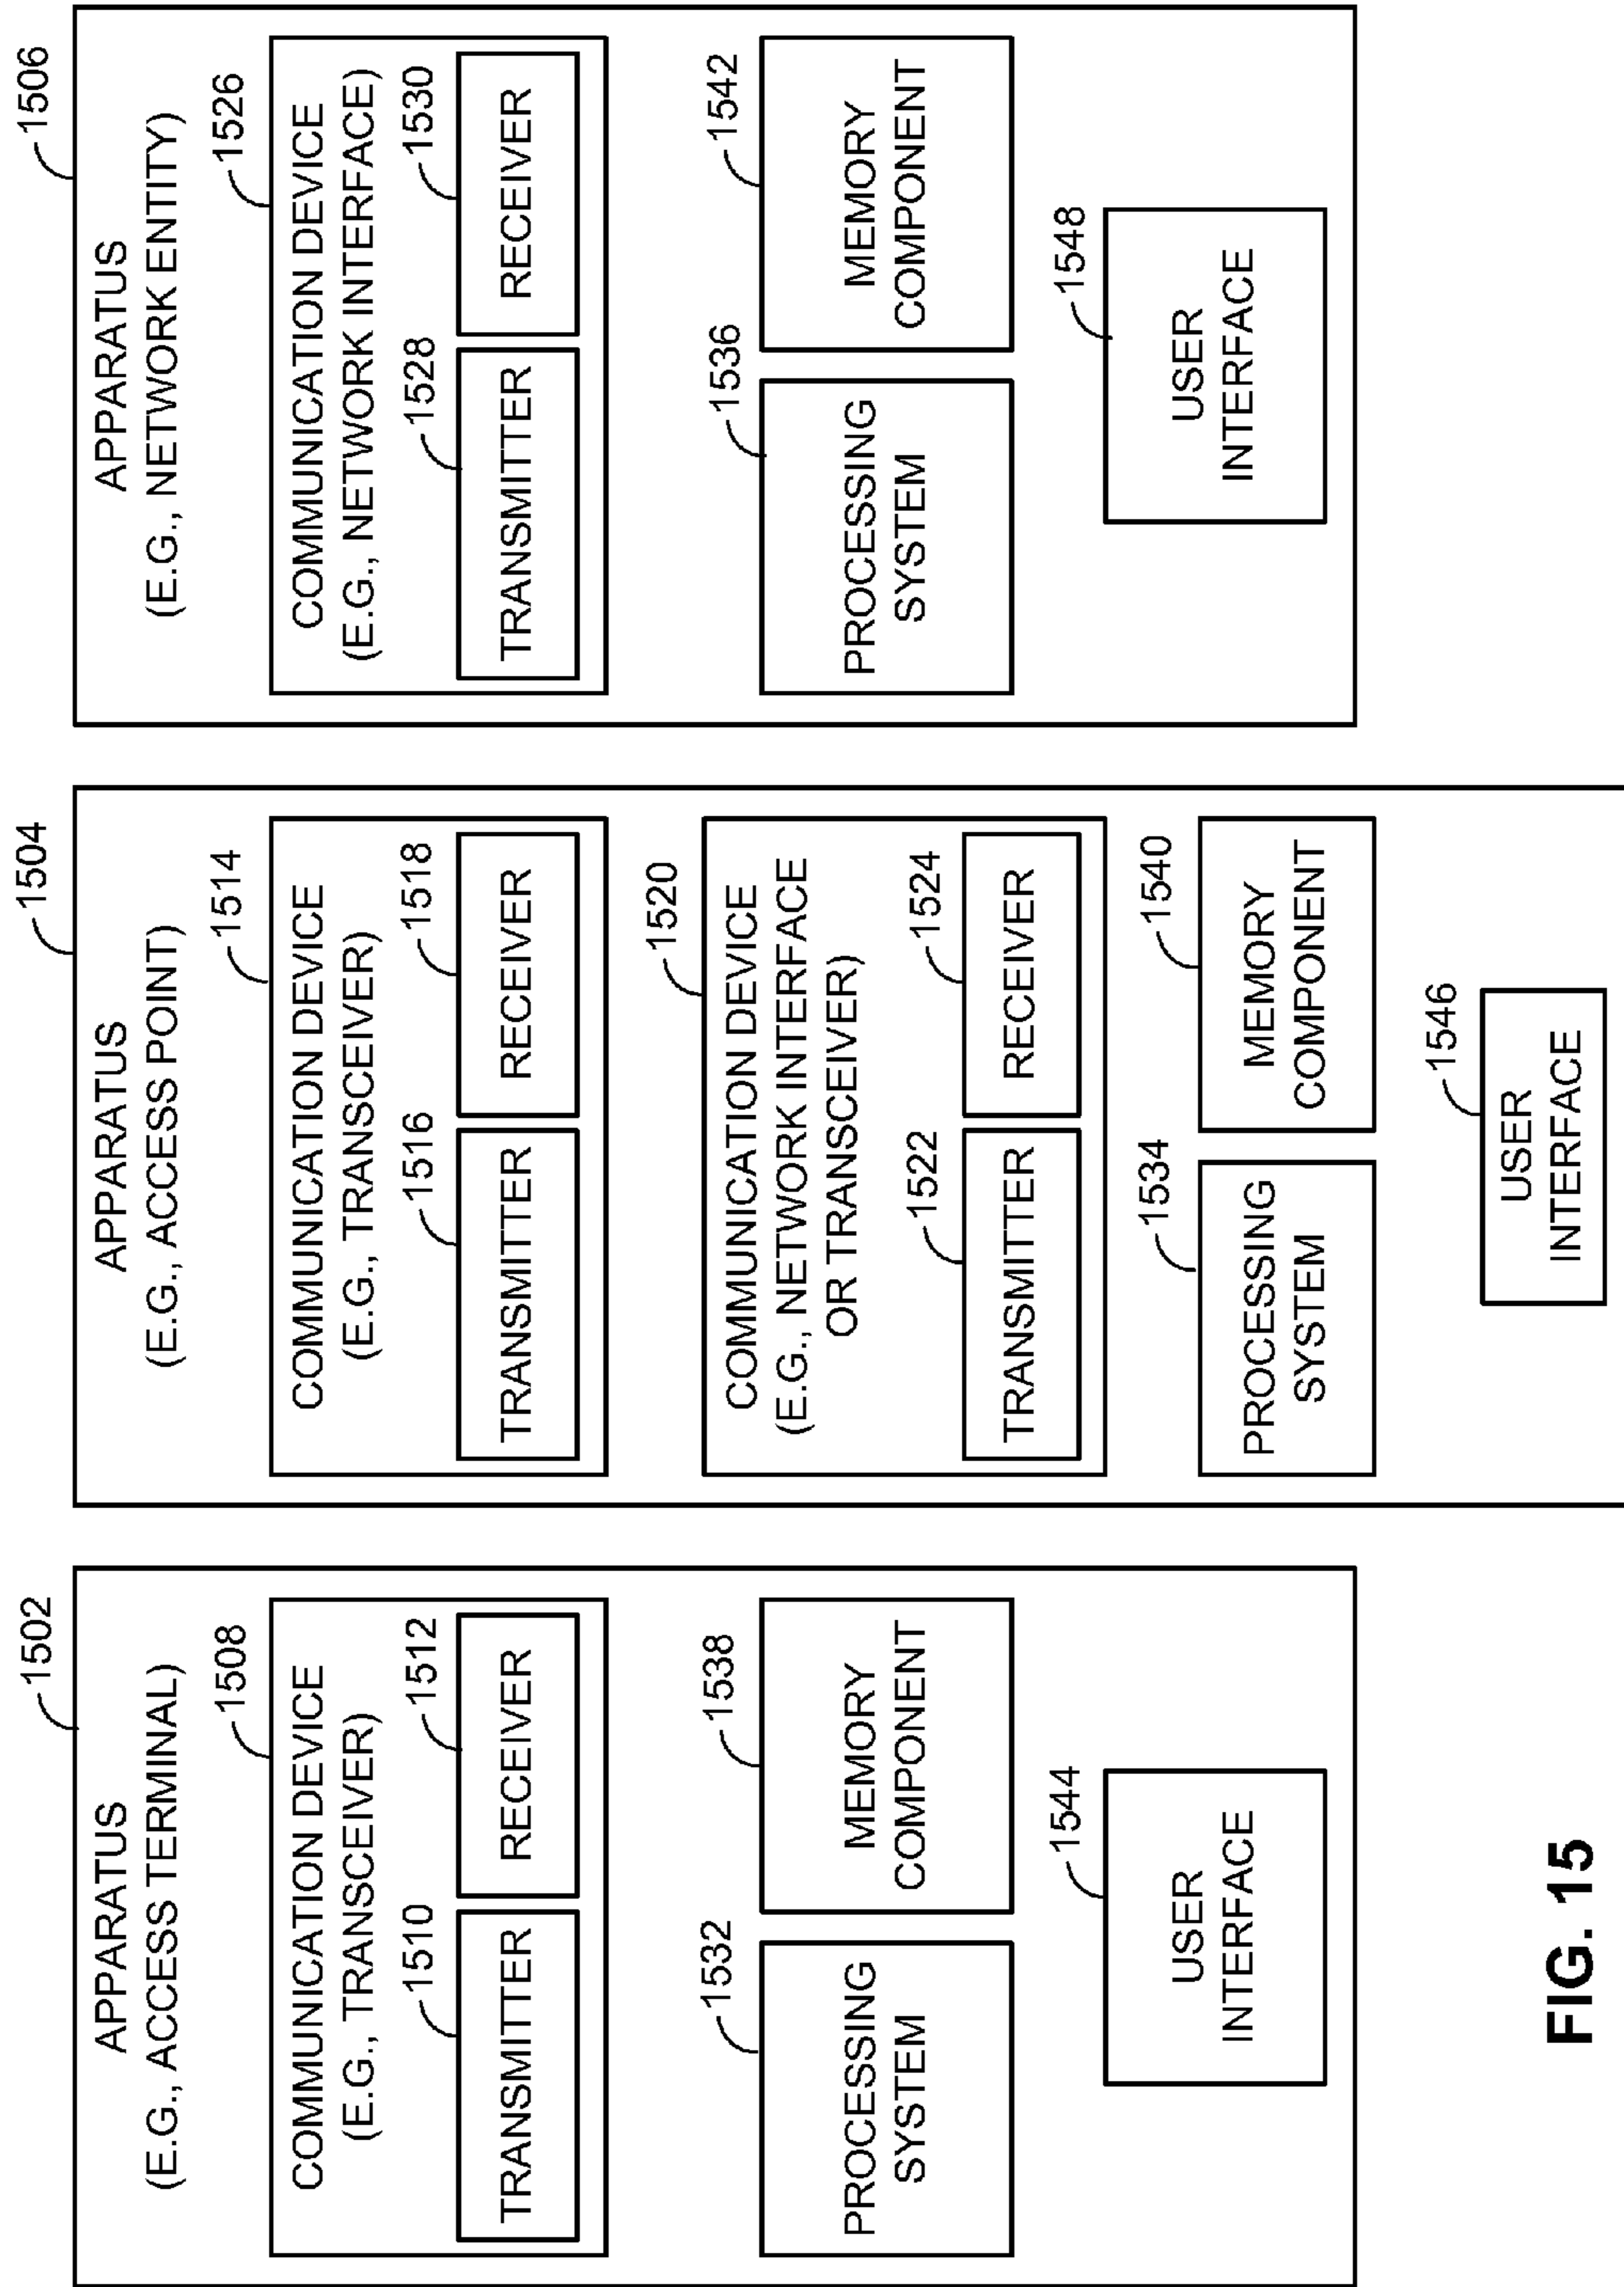 1502
APPARATUS
(E.G., ACCESS TERMINAL)
1508
COMMUNICATION DEVICE
(E.G., TRANSCEIVER)
1510
1512
TRANSMITTER
RECEIVER
1532
1538
PROCESSING
SYSTEM
MEMORY
COMPONENT
1544
USER
INTERFACE
1504
APPARATUS
(E.G., ACCESS POINT)
1514
COMMUNICATION DEVICE
(E.G., TRANSCEIVER)
1516
1518
TRANSMITTER
RECEIVER
1520
COMMUNICATION DEVICE
(E.G., NETWORK INTERFACE
OR TRANSCEIVER)
1522
1524
TRANSMITTER
RECEIVER
1534
1540
PROCESSING
SYSTEM
MEMORY
COMPONENT
1546
USER
INTERFACE
1506
APPARATUS
(E.G., NETWORK ENTITY)
1526
COMMUNICATION DEVICE
(E.G., NETWORK INTERFACE)
1528
1530
TRANSMITTER
RECEIVER
1536
1542
PROCESSING
SYSTEM
MEMORY
COMPONENT
1548
USER
INTERFACE
FIG. 15